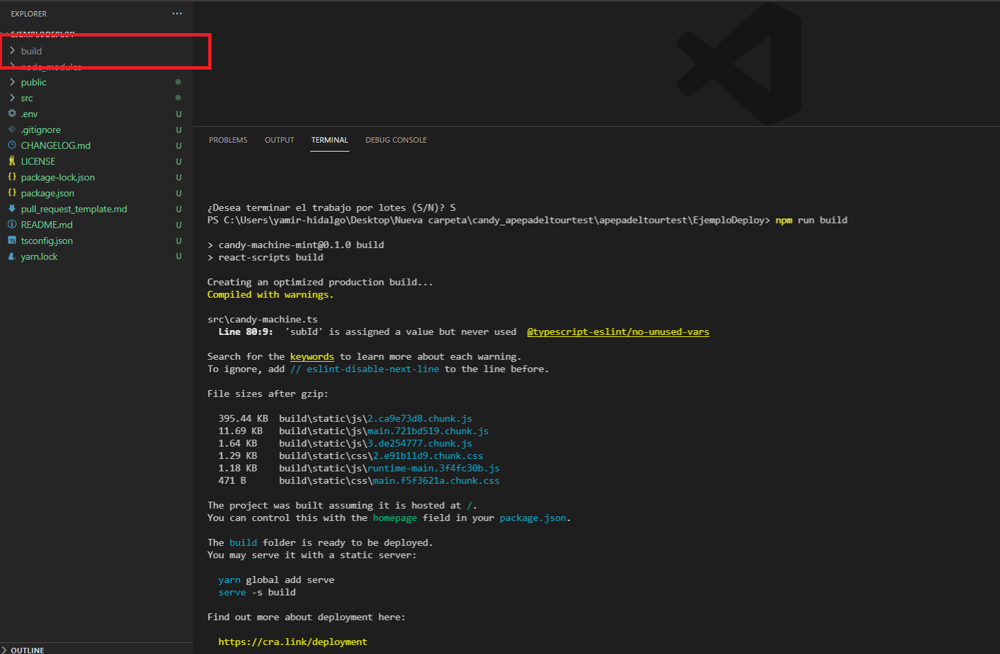 EXPLORER
EJEMPLODEPLOY
build
node_modules
public
src
.env U
.gitignore U
CHANGELOG.md U
LICENSE U
package-lock.json U
package.json U
pull_request_template.md U
README.md U
tsconfig.json U
yarn.lock U
OUTLINE
PROBLEMS OUTPUT TERMINAL DEBUG CONSOLE
¿Desea terminar el trabajo por lotes (S/N)? S
PS C:\Users\yamir-hidalgo\Desktop\Nueva carpeta\candy_apepadeltourtest\apepadeltourtest\EjemploDeploy> npm run build
> candy-machine-mint@0.1.0 build
> react-scripts build
Creating an optimized production build...
Compiled with warnings.
src\candy-machine.ts
Line 80:9: 'subId' is assigned a value but never used @typescript-eslint/no-unused-vars
Search for the keywords to learn more about each warning.
To ignore, add // eslint-disable-next-line to the line before.
File sizes after gzip:
395.44 KB build\static\js\2.ca9e73d8.chunk.js
11.69 KB build\static\js\main.721bd519.chunk.js
1.64 KB build\static\js\3.de254777.chunk.js
1.29 KB build\static\css\2.e91b11d9.chunk.css
1.18 KB build\static\js\runtime-main.3f4fc30b.js
471 B build\static\css\main.f5f3621a.chunk.css
The project was built assuming it is hosted at /.
You can control this with the homepage field in your package.json.
The build folder is ready to be deployed.
You may serve it with a static server:
yarn global add serve
serve -s build
Find out more about deployment here:
https://cra.link/deployment